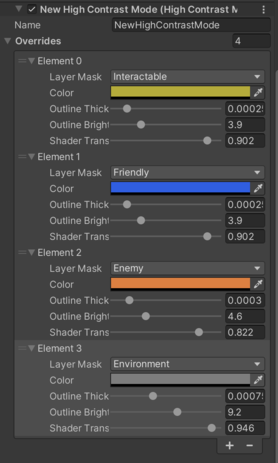 New High Contrast Mode (High Contrast M
Name NewHighContrastMode
Overrides 4
Element 0
Layer Mask Interactable
Color
Outline Thick 0.00025
Outline Bright 3.9
Shader Trans 0.902
Element 1
Layer Mask Friendly
Color
Outline Thick 0.00025
Outline Bright 3.9
Shader Trans 0.902
Element 2
Layer Mask Enemy
Color
Outline Thick 0.0003
Outline Bright 4.6
Shader Trans 0.822
Element 3
Layer Mask Environment
Color
Outline Thick 0.00075
Outline Bright 9.2
Shader Trans 0.946
+ −